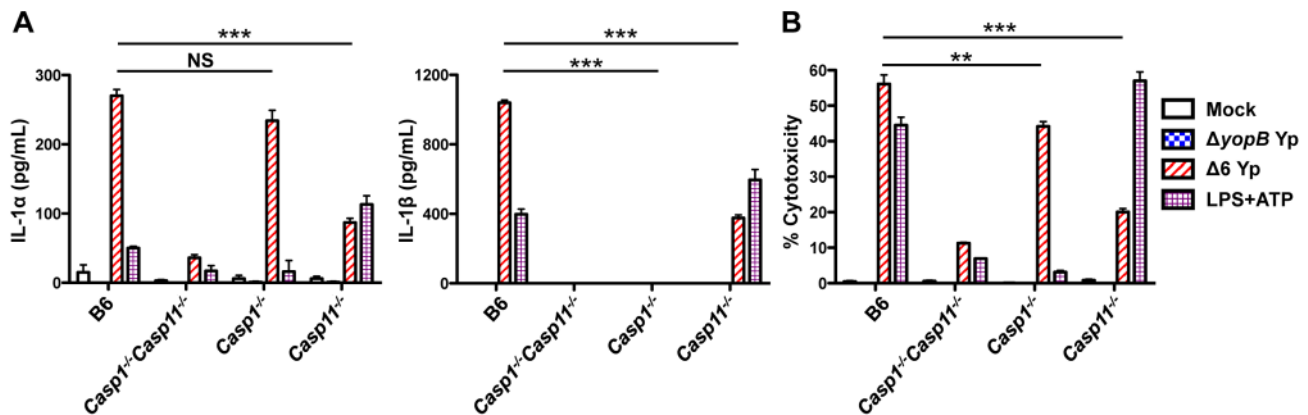 A
***
NS
IL-1α (pg/mL)
300
200
100
0
B6
Casp1-/-Casp11-/-
Casp1-/-
Casp11-/-
***
***
IL-1β (pg/mL)
1200
800
400
0
B6
Casp1-/-Casp11-/-
Casp1-/-
Casp11-/-
B
***
**
% Cytotoxicity
60
50
40
30
20
10
0
B6
Casp1-/-Casp11-/-
Casp1-/-
Casp11-/-
Mock
ΔyopB Yp
Δ6 Yp
LPS+ATP